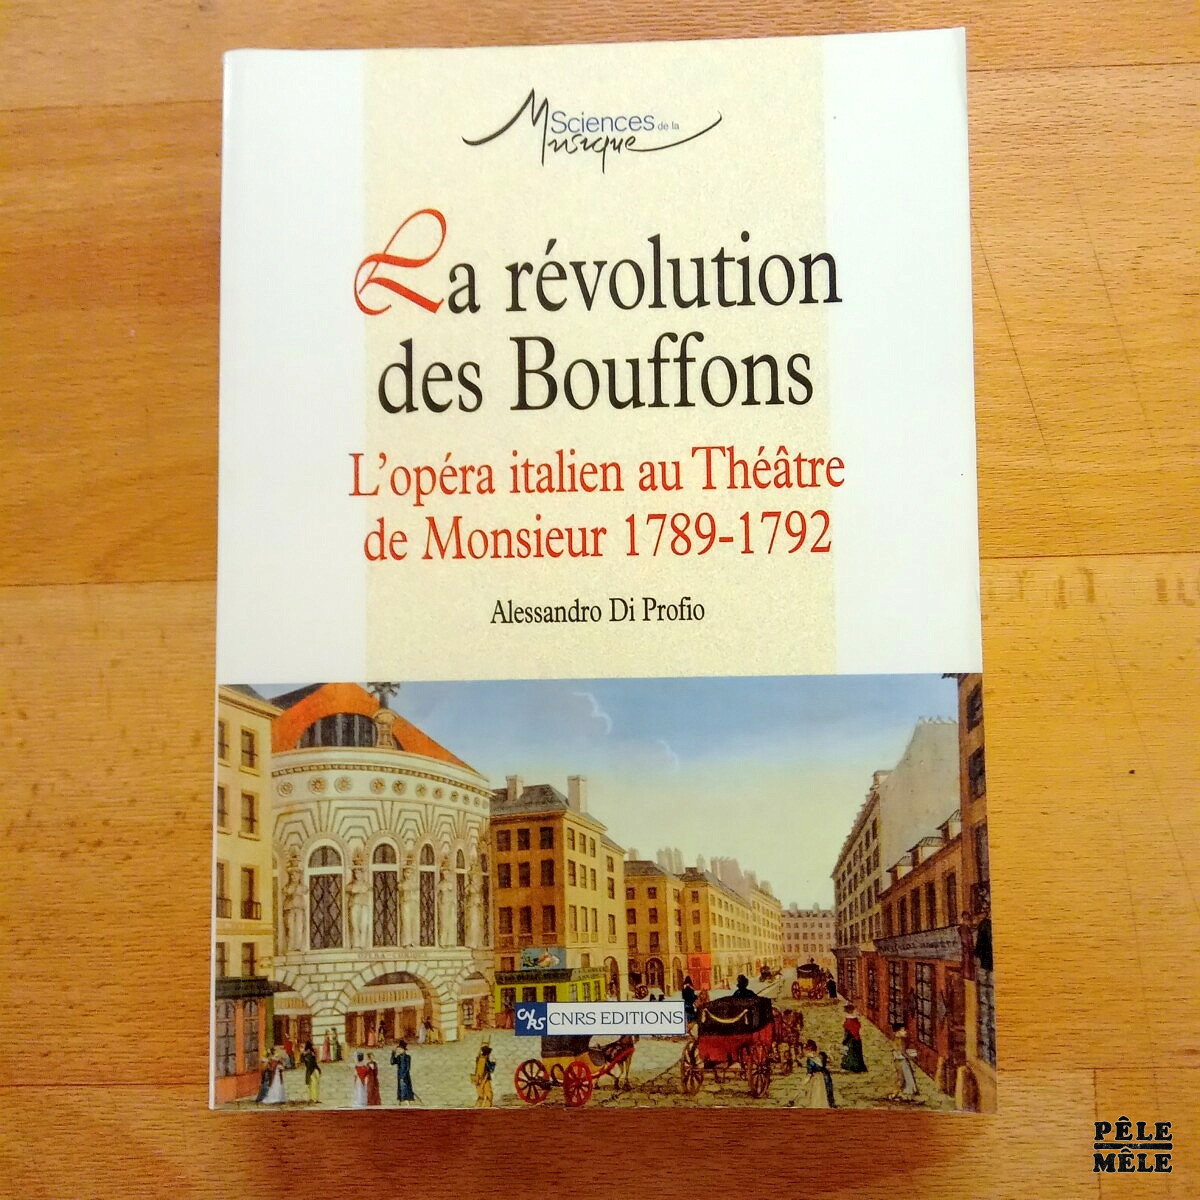 Sciences de la
Musique
La révolution
des Bouffons
L'opéra italien au Théâtre
de Monsieur 1789-1792
Alessandro Di Profio
CNRS
CNRS EDITIONS
PÊLE
MÊLE